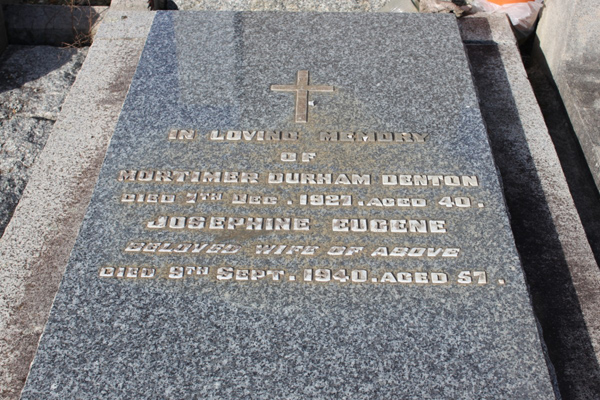 IN LOVING MEMORY
OF
MORTIMER DURHAM DENTON
DIED 7TH DEC. 1927. AGED 40.
JOSEPHINE EUGENE
BELOVED WIFE OF ABOVE
DIED 9TH SEPT. 1940. AGED 57.